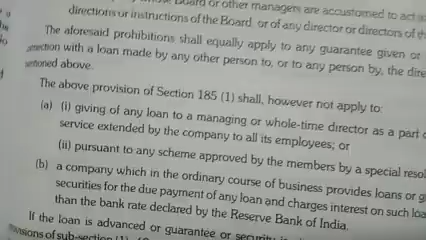 Board or other managers are accustomed to act
directions or instructions of the Board, or of any director or directors of
The aforesaid prohibitions shall equally apply to any guarantee given or
with a loan made by any other person to, or to any person by, the
above.
The above provision of Section 185 (1) shall, however not apply to:
(a) (i) giving of any loan to a managing or whole-time director as a part
service extended by the company to all its employees; or
(ii) pursuant to any scheme approved by the members by a special
(b) a company which in the ordinary course of business provides loans or
securities for the due payment of any loan and charges interest on such
than the bank rate declared by the Reserve Bank of India.
If the loan is advanced or guarantee or
of sub-section (1)